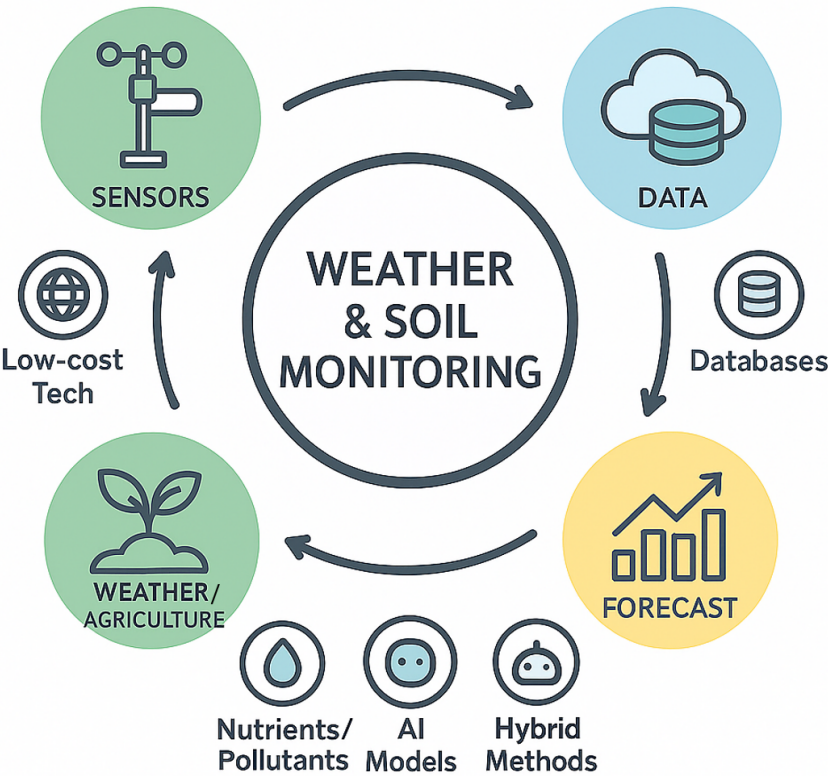 SENSORS
DATA
WEATHER
& SOIL
MONITORING
Low-cost
Tech
Databases
WEATHER/
AGRICULTURE
FORECAST
Nutrients/
Pollutants
AI
Models
Hybrid
Methods